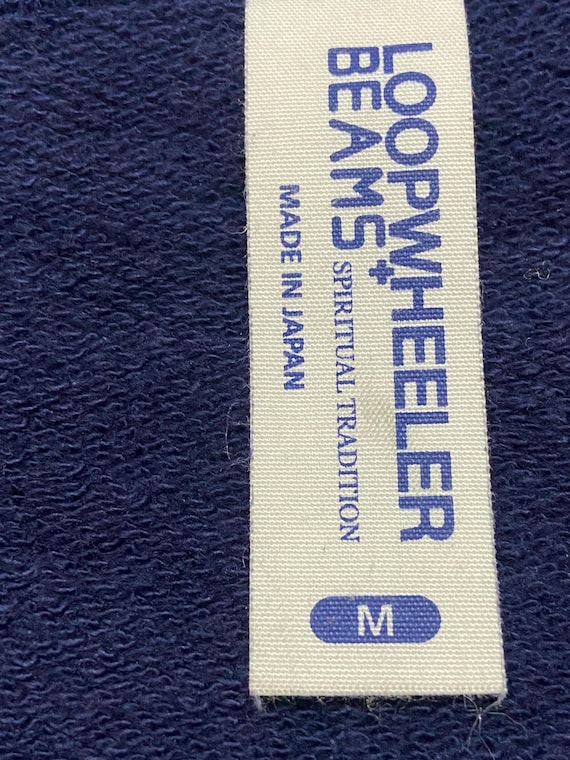 LOOPWHEELER
BEAMS+ SPIRITUAL TRADITION
MADE IN JAPAN
M